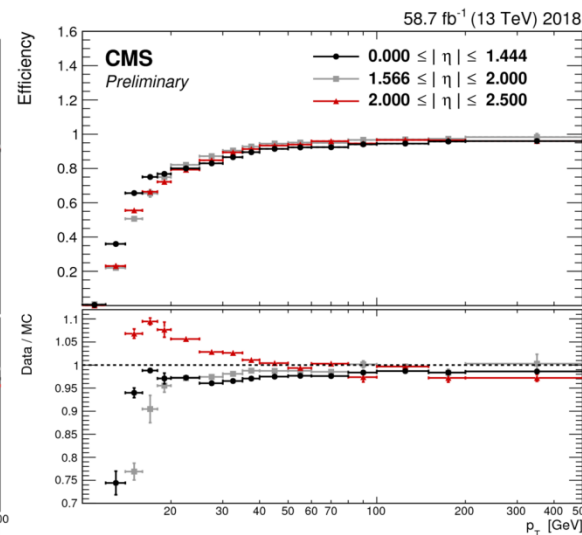 58.7 fb⁻¹ (13 TeV) 2018
Efficiency
1.6
1.4
1.2
1
0.8
0.6
0.4
0.2
CMS
Preliminary
0.000 ≤| η | ≤ 1.444
1.566 ≤| η | ≤ 2.000
2.000 ≤| η | ≤ 2.500
Data / MC
1.1
1.05
1
0.95
0.9
0.85
0.8
0.75
0.7
20 30 40 50 60 70 100 200 300 400
p_T [GeV]